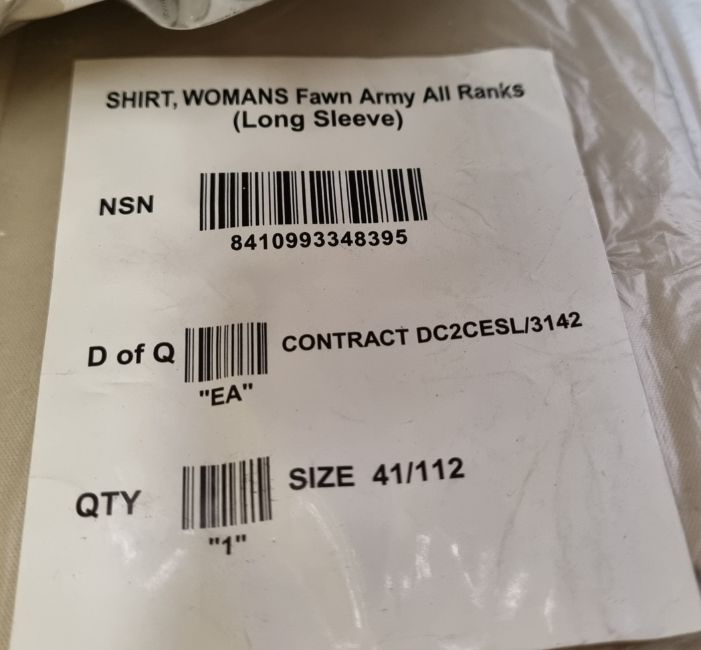 SHIRT, WOMANS Fawn Army All Ranks
(Long Sleeve)
NSN
8410993348395
D of Q
"EA"
CONTRACT DC2CESL/3142
QTY
"1"
SIZE 41/112